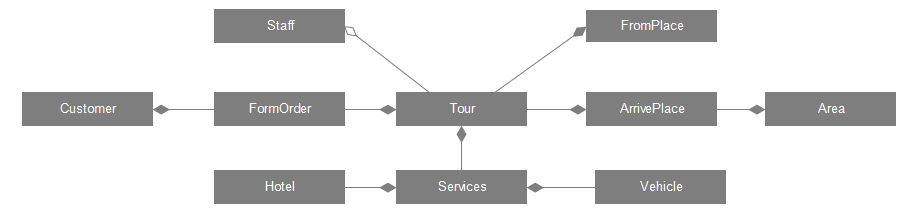 Staff
FromPlace
Customer
FormOrder
Tour
ArrivePlace
Area
Hotel
Services
Vehicle